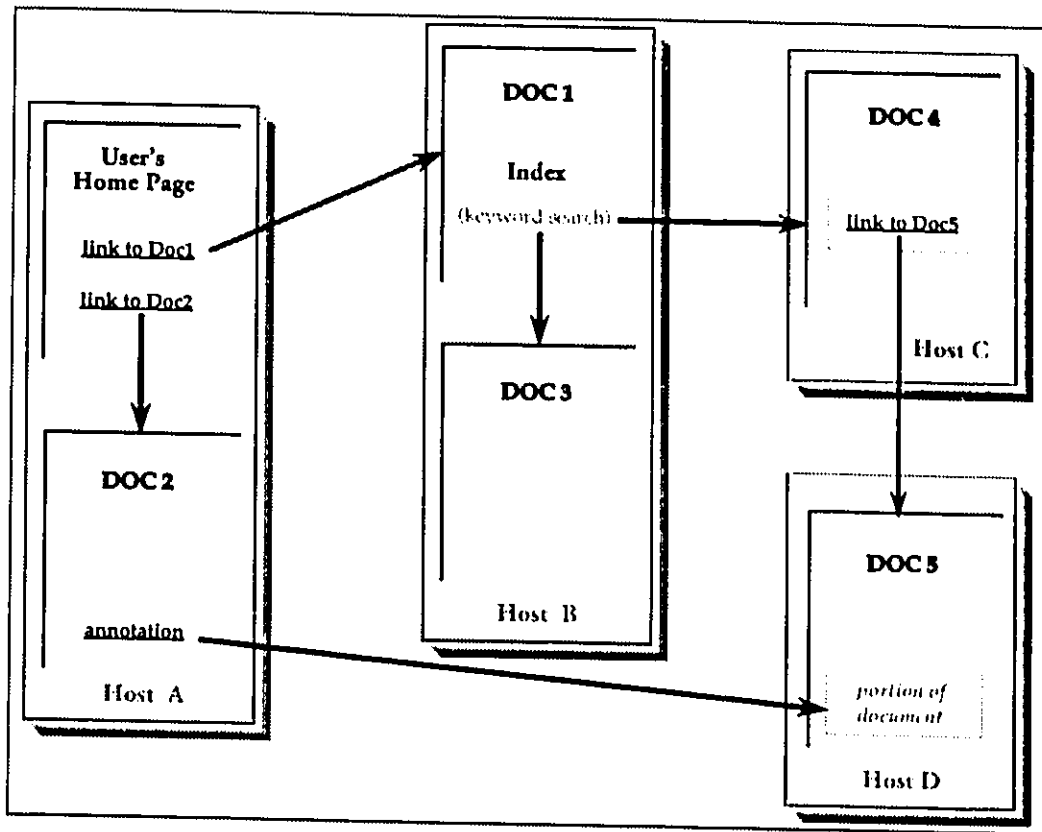 User's
Home Page
link to Doc1
link to Doc2
DOC 2
annotation
Host A
DOC 1
Index
(keyword search)
DOC 3
Host B
DOC 4
link to Doc5
Host C
DOC 5
portion of
document
Host D